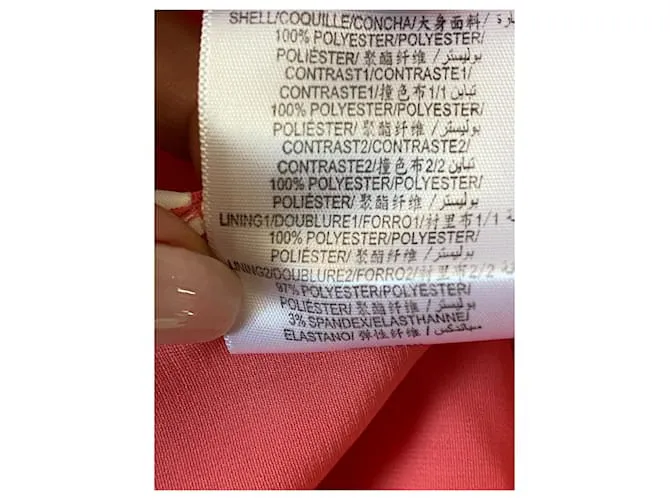 SHELL/COQUILLE/CONCHA/大身面料/
100% POLYESTER/POLYESTER/
POLIÉSTER/ 聚酯纤维 / بوليستر/
CONTRAST1/CONTRASTE1/
CONTRASTE1/撞色布1/1 تباين
100% POLYESTER/POLYESTER/
POLIÉSTER/ 聚酯纤维 / بوليستر/
CONTRAST2/CONTRASTE2/
CONTRASTE2/撞色布2/2 تباين
100% POLYESTER/POLYESTER/
POLIÉSTER/ 聚酯纤维 / بوليستر/
LINING1/DOUBLURE1/FORRO1/衬里布1/1
100% POLYESTER/POLYESTER/
POLIÉSTER/ 聚酯纤维 / بوليستر/
LINING2/DOUBLURE2/FORRO2/衬里布2/2
97% POLYESTER/POLYESTER/
POLIÉSTER/ 聚酯纤维 / بوليستر/
3% SPANDEX/ELASTHANNE/
ELASTANO/ 弹性纤维 /